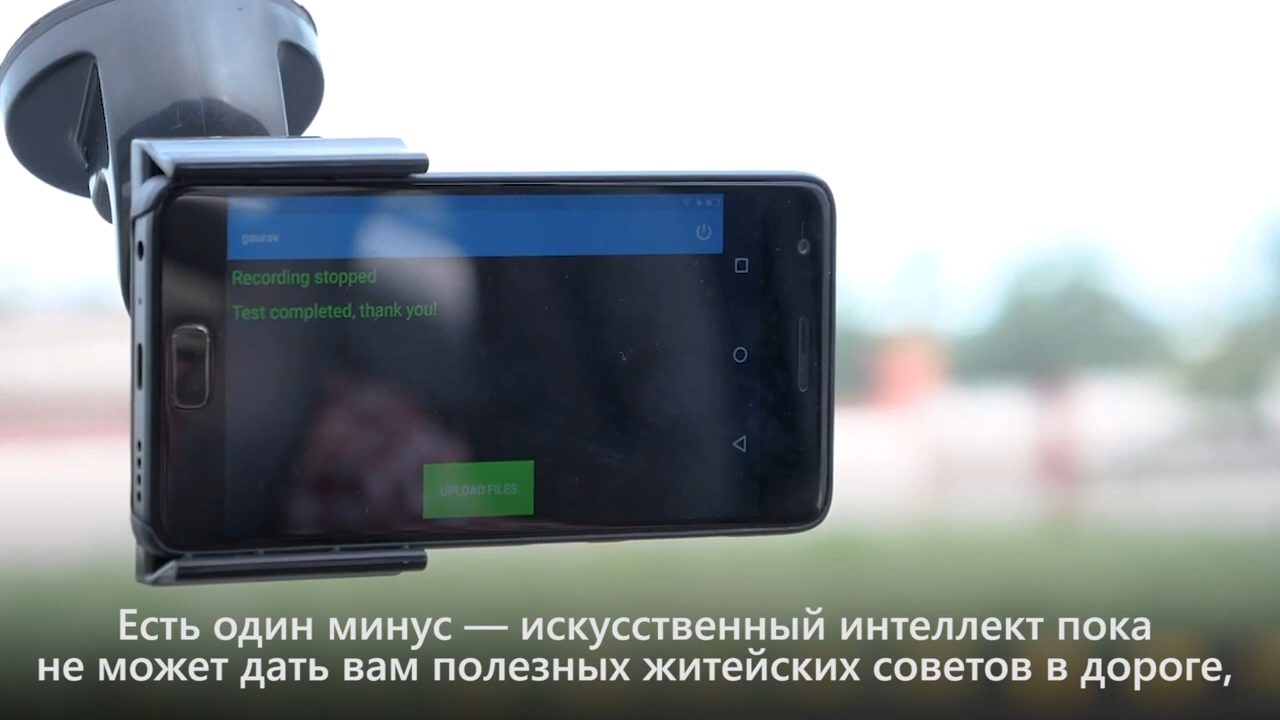 gaurav
Recording stopped
Test completed, thank you!
UPLOAD FILES
Есть один минус — искусственный интеллект пока
не может дать вам полезных житейских советов в дороге,